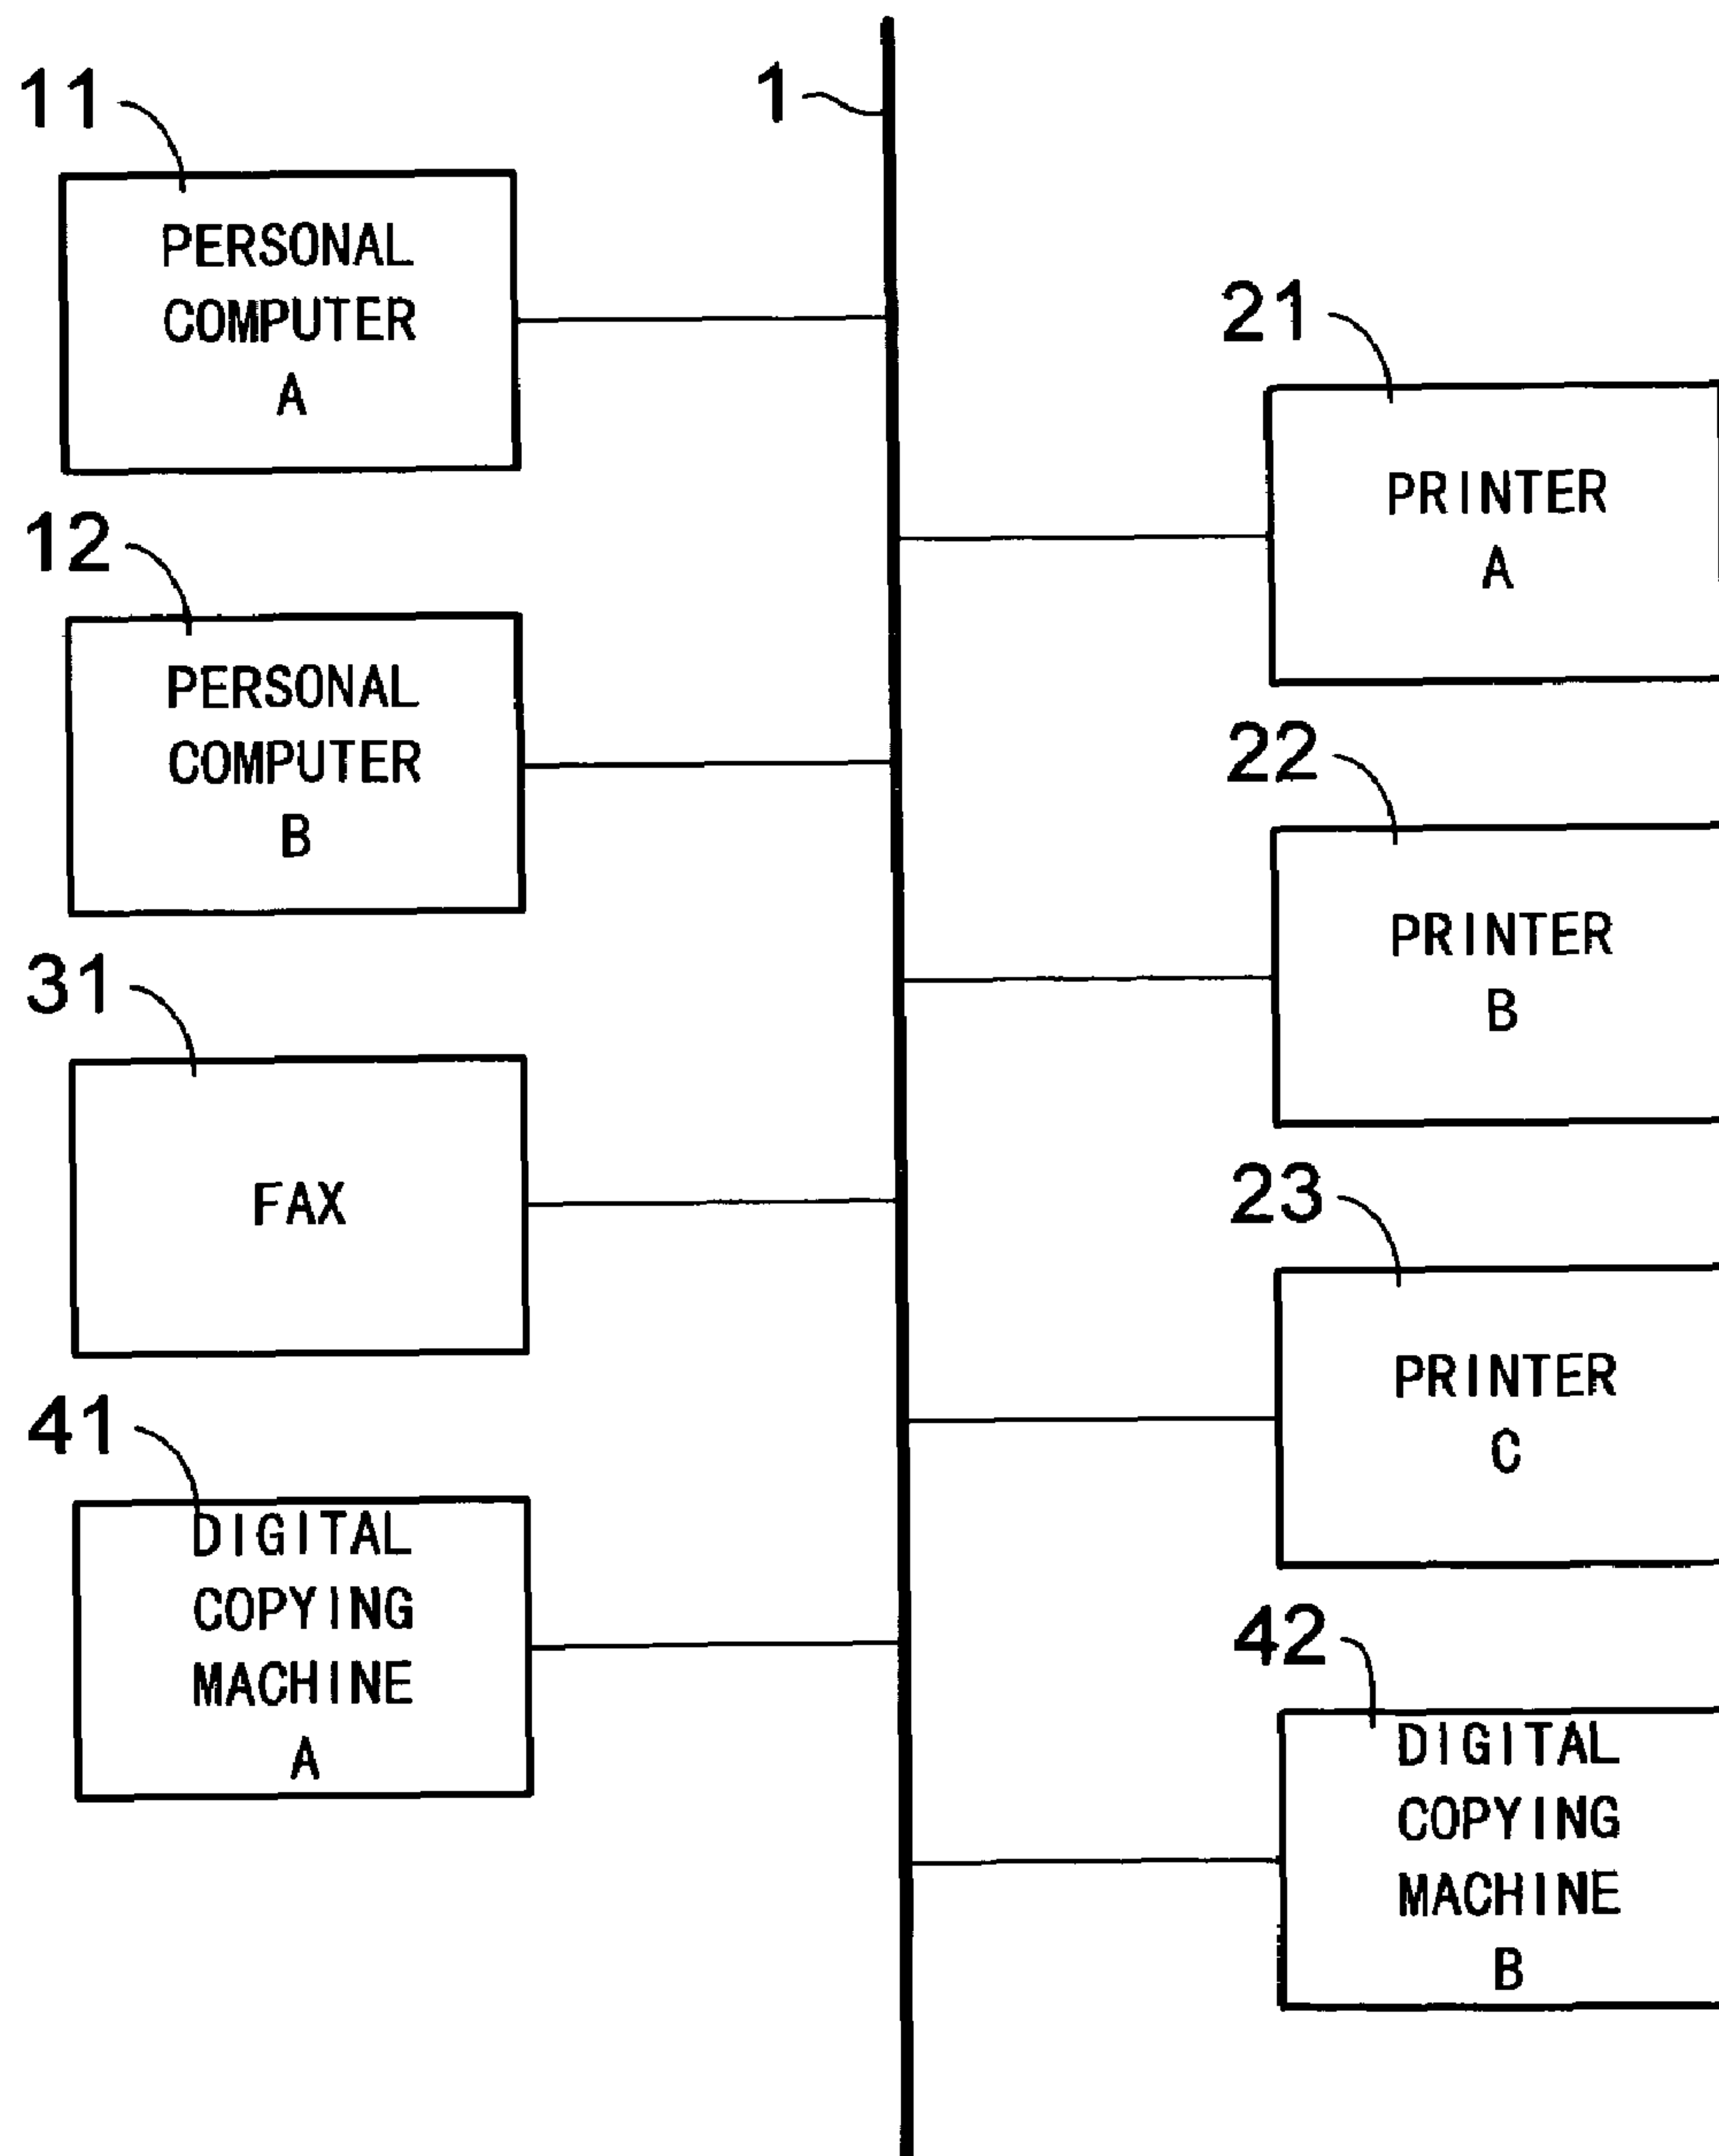 1
11
PERSONAL
COMPUTER
A
12
PERSONAL
COMPUTER
B
31
FAX
41
DIGITAL
COPYING
MACHINE
A
21
PRINTER
A
22
PRINTER
B
23
PRINTER
C
42
DIGITAL
COPYING
MACHINE
B